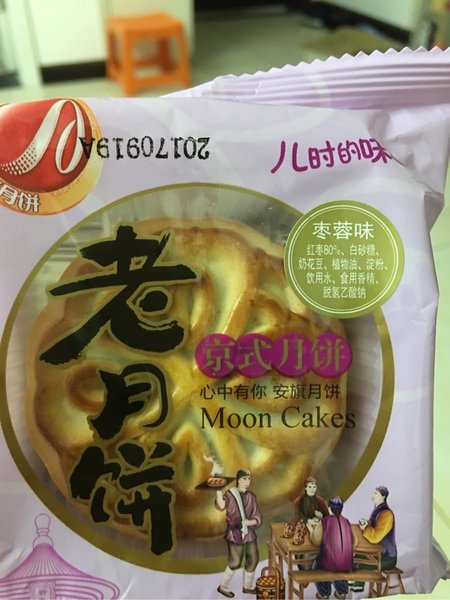 月饼
20170919A
儿时的味
枣蓉味
红枣80%、白砂糖、
奶花豆、植物油、淀粉、
饮用水、食用香精、
脱氢乙酸钠
老月饼
京式月饼
心中有你 安旗月饼
Moon Cakes